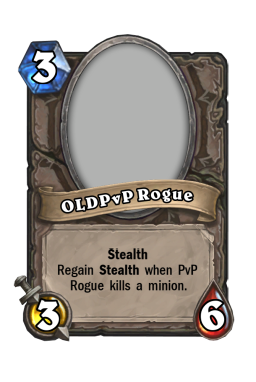 3
OLDPvP Rogue
Stealth
Regain Stealth when PvP
Rogue kills a minion.
3
6